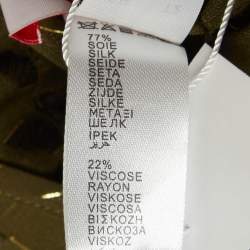 77%
SOIE
SILK
SEIDE
SETA
SEDA
ZIJDE
SILKE
ΜΕΤΑΞΙ
ШЕЛК
İPEK
حرير
22%
VISCOSE
RAYON
VISKOSE
VISCOSA
ΒΙΣΚΟΖΗ
ВИСКОЗА
VISKOZ